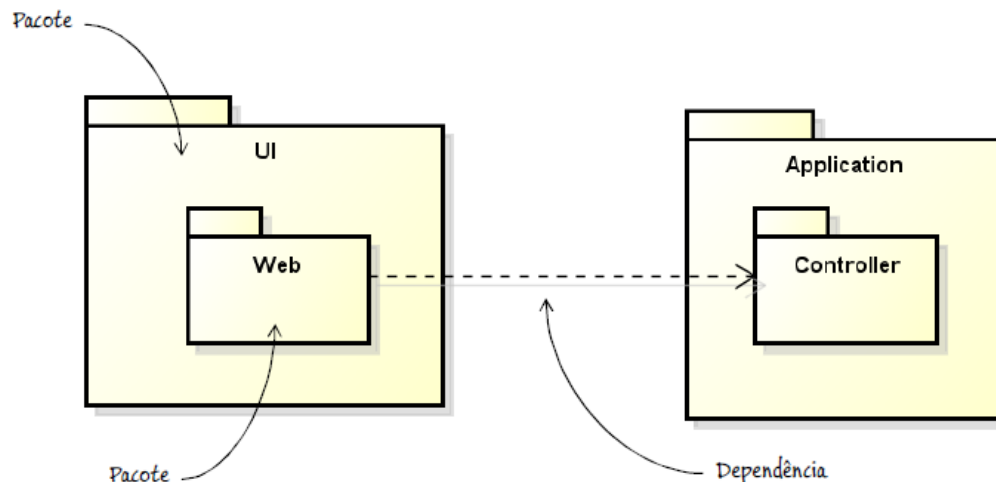 Pacote
UI
Application
Web
Controller
Pacote
Dependência